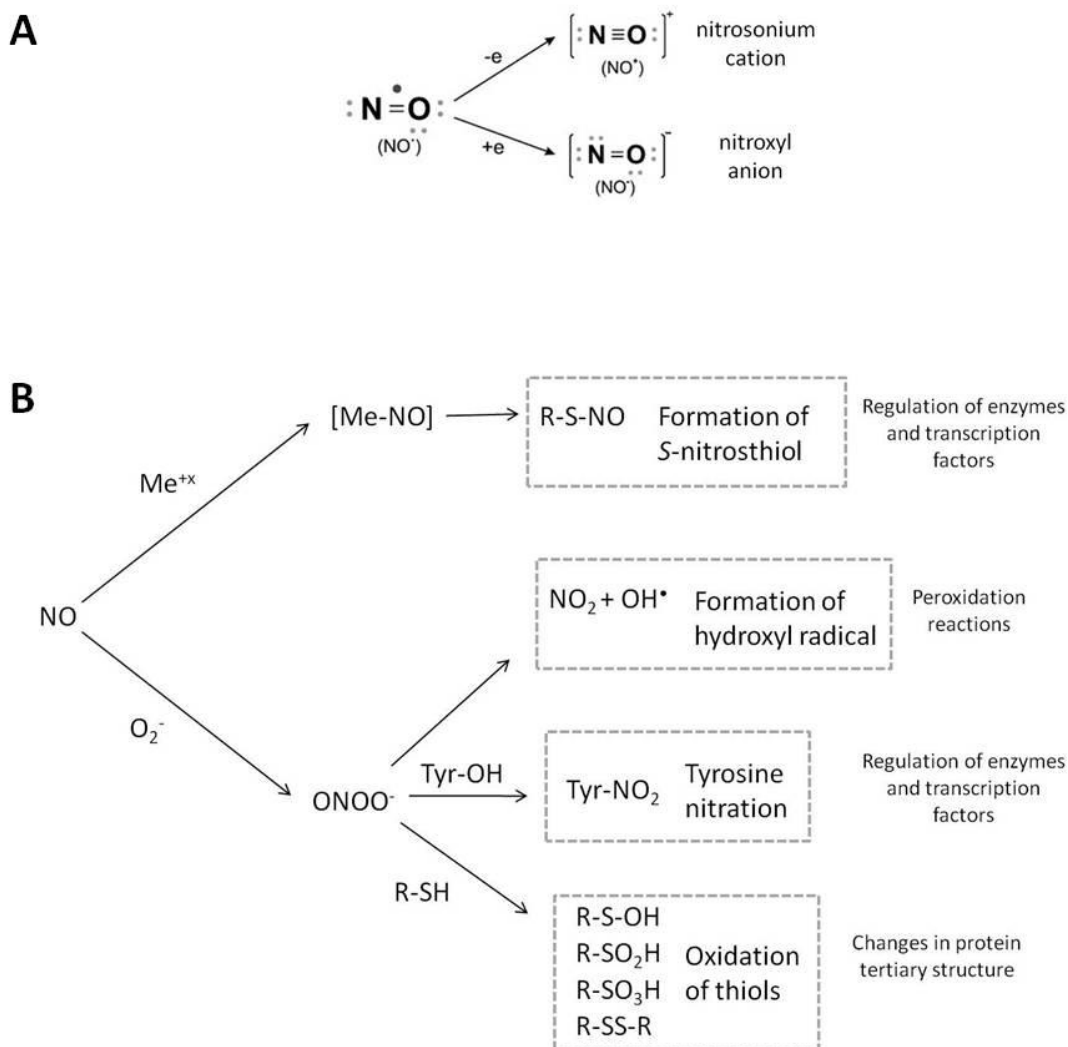 A
-e
+e
:N=O:
(NO˙)
[:N≡O:]⁺
(NO⁺)
nitrosonium
cation
[:N=O:]⁻
(NO⁻)
nitroxyl
anion
B
NO
Me⁺ˣ
[Me-NO]
R-S-NO
Formation of
S-nitrosthiol
Regulation of enzymes
and transcription
factors
O₂⁻
ONOO⁻
NO₂ + OH•
Formation of
hydroxyl radical
Peroxidation
reactions
Tyr-OH
Tyr-NO₂
Tyrosine
nitration
Regulation of enzymes
and transcription
factors
R-SH
R-S-OH
R-SO₂H
R-SO₃H
R-SS-R
Oxidation
of thiols
Changes in protein
tertiary structure